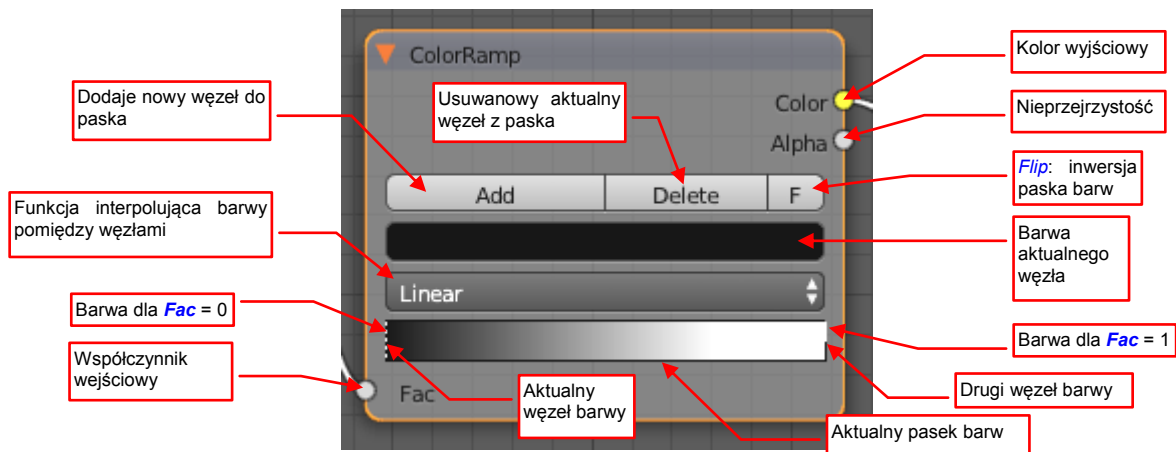 ColorRamp
Kolor wyjściowy
Dodaje nowy węzeł do
paska
Usuwanowy aktualny
węzeł z paska
Color
Nieprzejrzystość
Alpha
Flip: inwersja
paska barw
Add
Delete
F
Funkcja interpolująca barwy
pomiędzy węzłami
Barwa
aktualnego
węzła
Linear
Barwa dla Fac = 0
Barwa dla Fac = 1
Współczynnik
wejściowy
Fac
Aktualny
węzeł barwy
Drugi węzeł barwy
Aktualny pasek barw